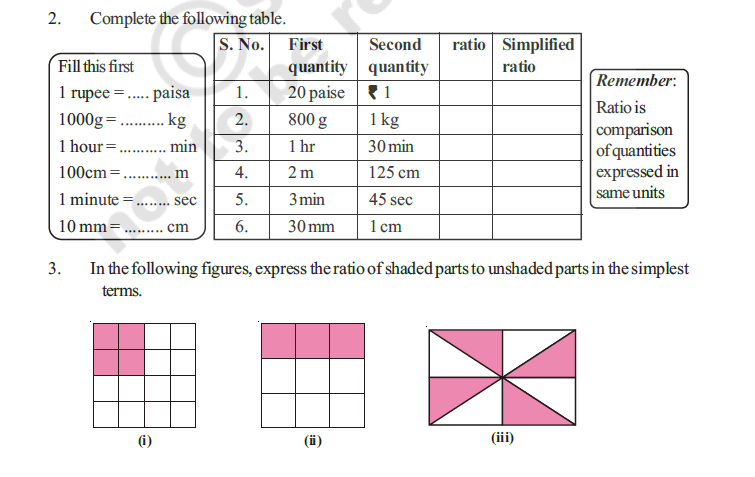 2. Complete the following table.
Fill this first
1 rupee = ..... paisa
1000g = .......... kg
1 hour = ........... min
100cm = ........... m
1 minute = ........ sec
10 mm = ......... cm
S. No. First quantity Second quantity ratio Simplified ratio
1. 20 paise ₹ 1
2. 800 g 1 kg
3. 1 hr 30 min
4. 2 m 125 cm
5. 3 min 45 sec
6. 30 mm 1 cm
Remember:
Ratio is
comparison
of quantities
expressed in
same units
3. In the following figures, express the ratio of shaded parts to unshaded parts in the simplest
terms.
(i) (ii) (iii)
not to be re
©